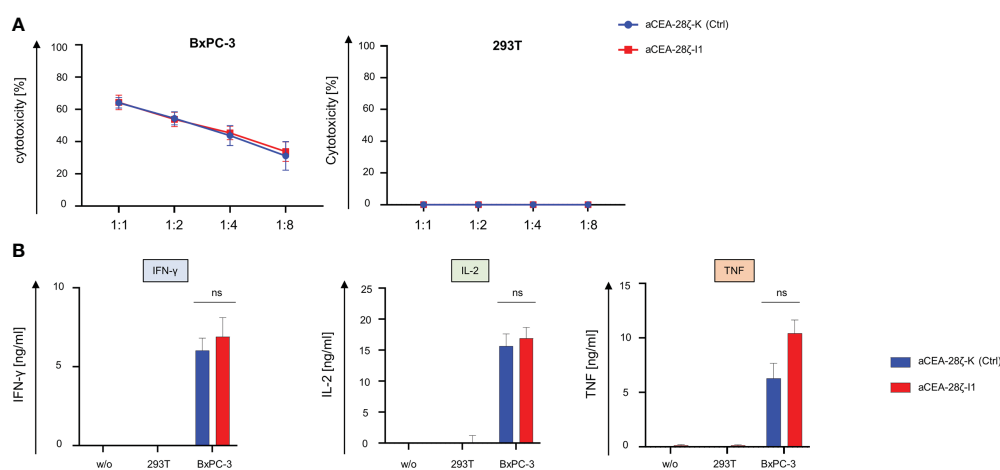 A
BxPC-3
cytotoxicity [%]
100
80
60
40
20
0
1:1
1:2
1:4
1:8
293T
Cytotoxicity [%]
100
80
60
40
20
0
1:1
1:2
1:4
1:8
aCEA-28ζ-K (Ctrl)
aCEA-28ζ-I1
B
IFN-γ
IFN-γ [ng/ml]
10
5
0
ns
w/o
293T
BxPC-3
IL-2
IL-2 [ng/ml]
25
20
15
10
5
0
ns
w/o
293T
BxPC-3
TNF
TNF [ng/ml]
15
10
5
0
ns
w/o
293T
BxPC-3
aCEA-28ζ-K (Ctrl)
aCEA-28ζ-I1